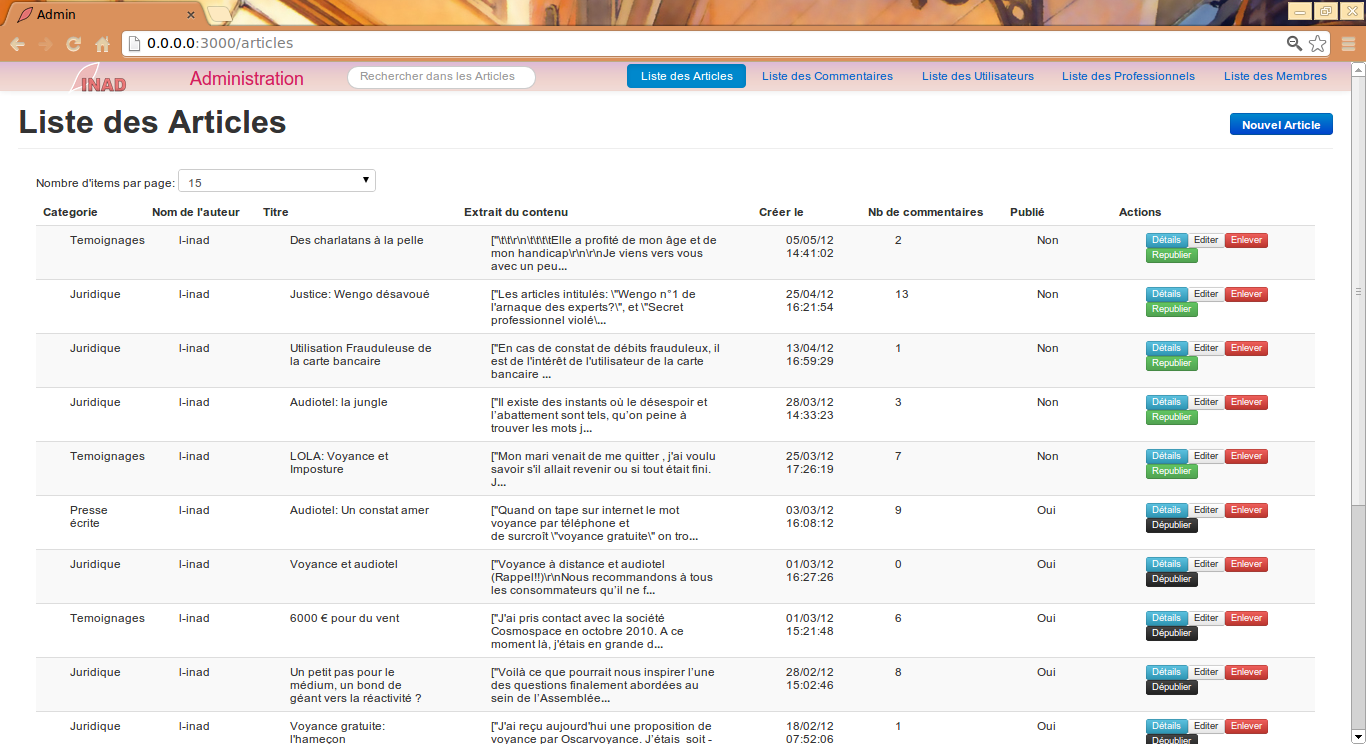 Admin
0.0.0.0:3000/articles
INAD
Administration
Rechercher dans les Articles
Liste des Articles
Liste des Commentaires
Liste des Utilisateurs
Liste des Professionnels
Liste des Membres
Liste des Articles
Nouvel Article
Nombre d'items par page: 15
Categorie Nom de l'auteur Titre Extrait du contenu Créer le Nb de commentaires Publié Actions
Temoignages l-inad Des charlatans à la pelle ["\t\t\r\n\t\t\t\tElle a profité de mon âge et de 05/05/12 2 Non Détails Editer Enlever
mon handicap\r\n\r\nJe viens vers vous 14:41:02 Republier
avec un peu...
Juridique l-inad Justice: Wengo désavoué ["Les articles intitulés: \"Wengo n°1 de 25/04/12 13 Non Détails Editer Enlever
l'arnaque des experts?\", et \"Secret 16:21:54 Republier
professionnel violé\...
Juridique l-inad Utilisation Frauduleuse de ["En cas de constat de débits frauduleux, il 13/04/12 1 Non Détails Editer Enlever
la carte bancaire est de l'intérêt de l'utilisateur de la carte 16:59:29 Republier
bancaire ...
Juridique l-inad Audiotel: la jungle ["Il existe des instants où le désespoir et 28/03/12 3 Non Détails Editer Enlever
l’abattement sont tels, qu’on peine à 14:33:23 Republier
trouver les mots j...
Temoignages l-inad LOLA: Voyance et ["Mon mari venait de me quitter , j'ai voulu 25/03/12 7 Non Détails Editer Enlever
Imposture savoir s'il allait revenir ou si tout était fini. 17:26:19 Republier
J...
Presse l-inad Audiotel: Un constat amer ["Quand on tape sur internet le mot 03/03/12 9 Oui Détails Editer Enlever
écrite voyance par téléphone et 16:08:12 Dépublier
de surcroît \"voyance gratuite\" on tro...
Juridique l-inad Voyance et audiotel ["Voyance à distance et audiotel 01/03/12 0 Oui Détails Editer Enlever
(Rappel!!)\r\nNous recommandons à tous 16:27:26 Dépublier
les consommateurs qu’il ne f...
Temoignages l-inad 6000 € pour du vent ["J'ai pris contact avec la société 01/03/12 6 Oui Détails Editer Enlever
Cosmospace en octobre 2010. A ce 15:21:48 Dépublier
moment là, j'étais en grande d...
Juridique l-inad Un petit pas pour le ["Voilà ce que pourrait nous inspirer l’une 28/02/12 8 Oui Détails Editer Enlever
médium, un bond de des questions finalement abordées au 15:02:46 Dépublier
géant vers la réactivité ? sein de l’Assemblée...
Juridique l-inad Voyance gratuite: ["J'ai reçu aujourd'hui une proposition de 18/02/12 1 Oui Détails Editer Enlever
l'hameçon voyance par Oscarvoyance. J’étais soit - 07:52:06 Dépublier